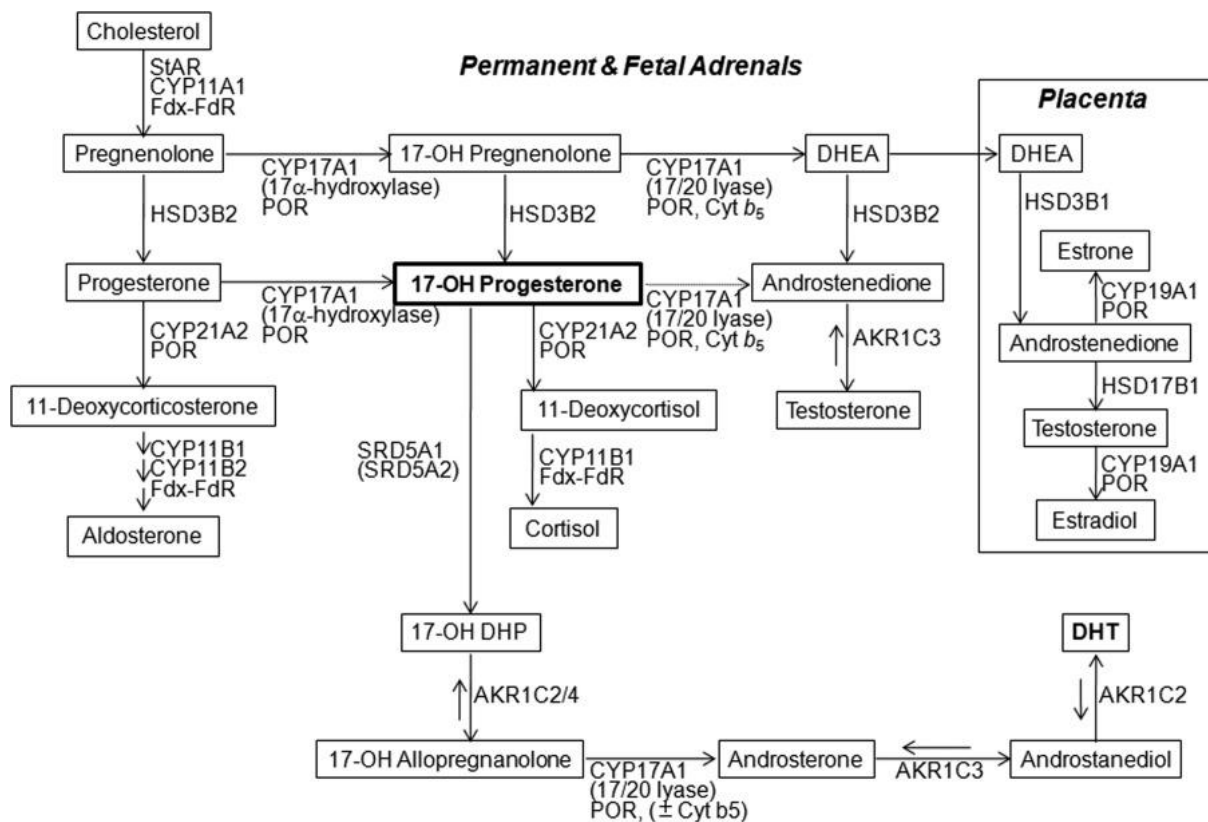 Cholesterol
StAR
CYP11A1
Fdx-FdR
Permanent & Fetal Adrenals
Placenta
Pregnenolone
CYP17A1
(17α-hydroxylase)
POR
17-OH Pregnenolone
CYP17A1
(17/20 lyase)
POR, Cyt b5
DHEA
DHEA
HSD3B2
HSD3B2
HSD3B2
HSD3B1
Estrone
CYP19A1
POR
Progesterone
CYP17A1
(17α-hydroxylase)
POR
17-OH Progesterone
CYP17A1
(17/20 lyase)
POR, Cyt b5
Androstenedione
Androstenedione
CYP21A2
POR
CYP21A2
POR
AKR1C3
HSD17B1
11-Deoxycorticosterone
11-Deoxycortisol
Testosterone
Testosterone
CYP11B1
CYP11B2
Fdx-FdR
SRD5A1
(SRD5A2)
CYP11B1
Fdx-FdR
CYP19A1
POR
Aldosterone
Cortisol
Estradiol
17-OH DHP
DHT
AKR1C2/4
AKR1C2
17-OH Allopregnanolone
CYP17A1
(17/20 lyase)
POR, (± Cyt b5)
Androsterone
AKR1C3
Androstanediol